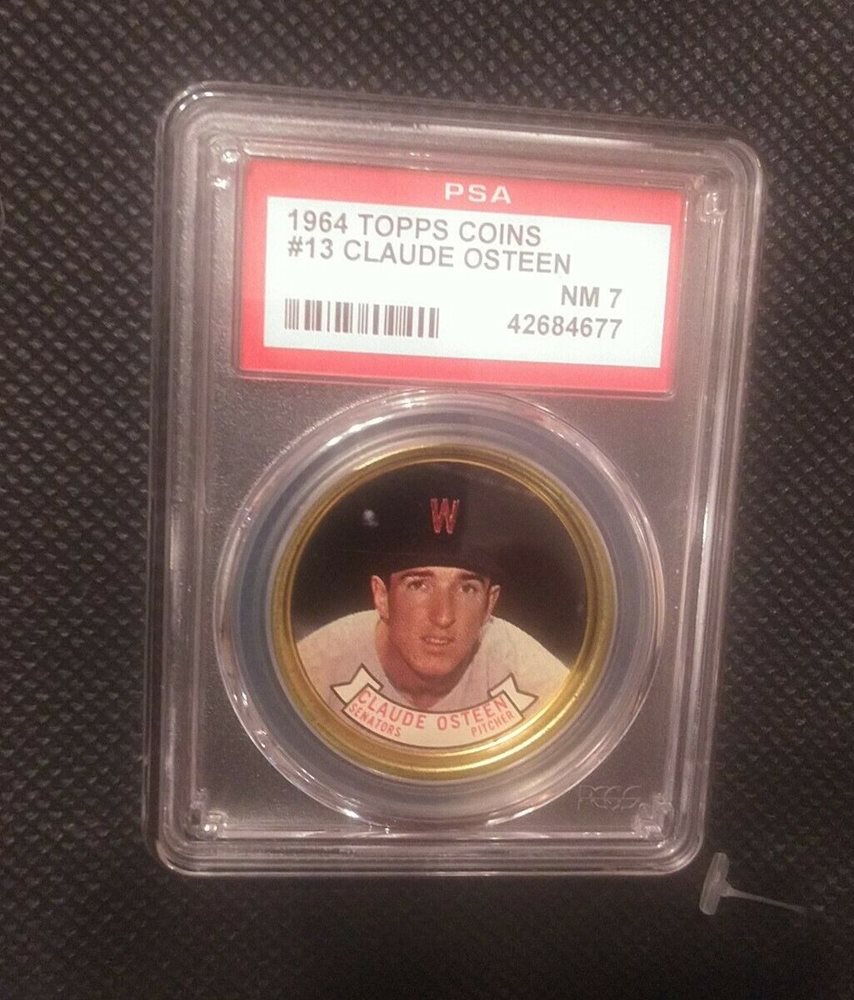 PSA
1964 TOPPS COINS
#13 CLAUDE OSTEEN
NM 7
42684677
W
CLAUDE OSTEEN
SENATORS PITCHER